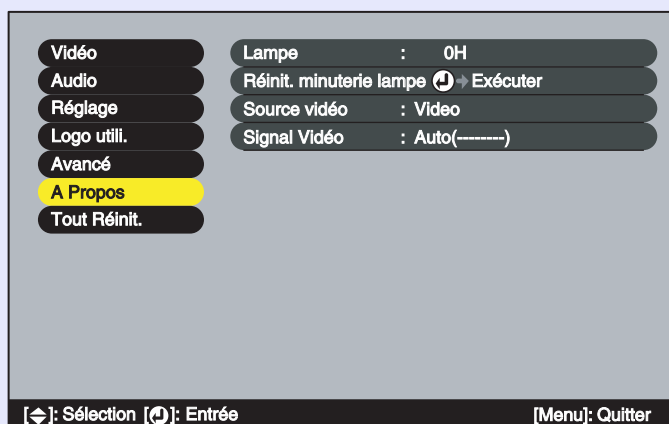 Vidéo
Audio
Réglage
Logo utili.
Avancé
A Propos
Tout Réinit.
Lampe : 0H
Réinit. minuterie lampe Exécuter
Source vidéo : Video
Signal Vidéo : Auto(--------)
[]: Sélection []: Entrée [Menu]: Quitter